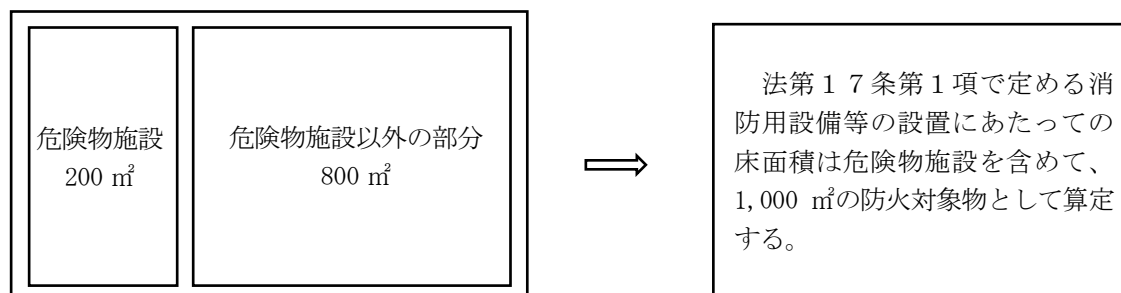 危険物施設
200 ㎡
危険物施設以外の部分
800 ㎡
法第１７条第１項で定める消
防用設備等の設置にあたっての
床面積は危険物施設を含めて、
1,000 ㎡の防火対象物として算定
する。